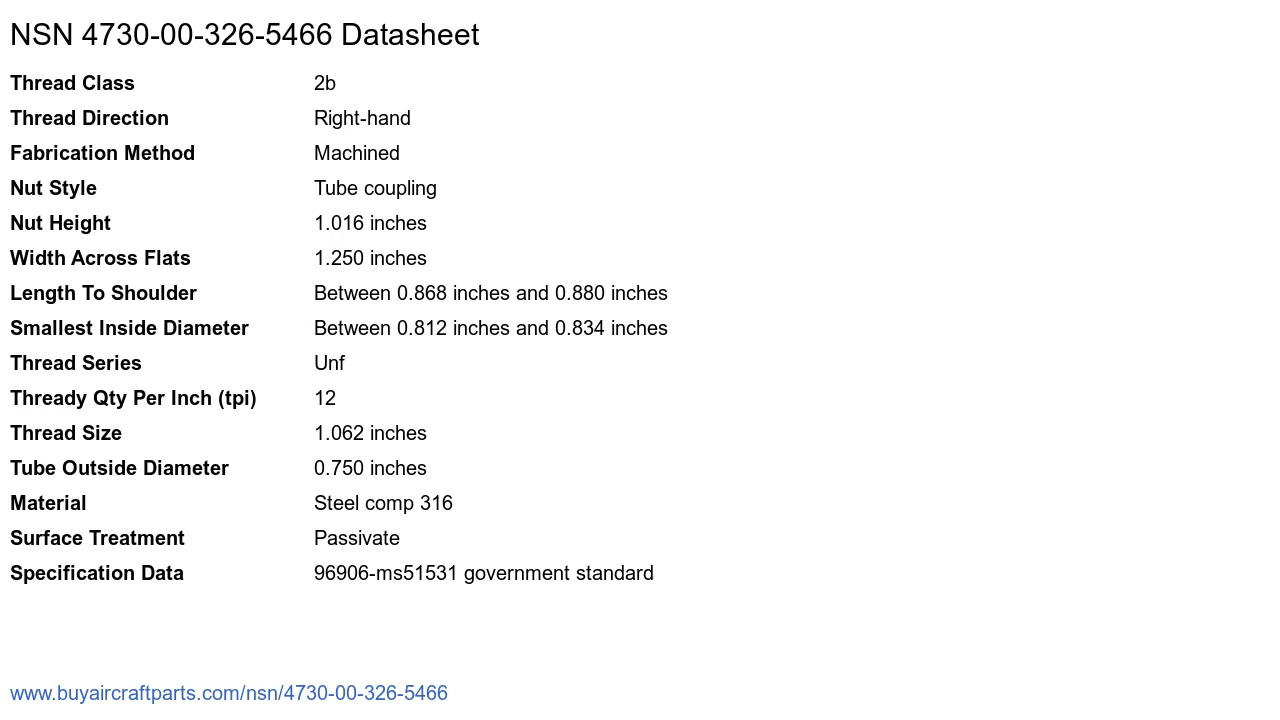 NSN 4730-00-326-5466 Datasheet
Thread Class 2b
Thread Direction Right-hand
Fabrication Method Machined
Nut Style Tube coupling
Nut Height 1.016 inches
Width Across Flats 1.250 inches
Length To Shoulder Between 0.868 inches and 0.880 inches
Smallest Inside Diameter Between 0.812 inches and 0.834 inches
Thread Series Unf
Thready Qty Per Inch (tpi) 12
Thread Size 1.062 inches
Tube Outside Diameter 0.750 inches
Material Steel comp 316
Surface Treatment Passivate
Specification Data 96906-ms51531 government standard
www.buyaircraftparts.com/nsn/4730-00-326-5466